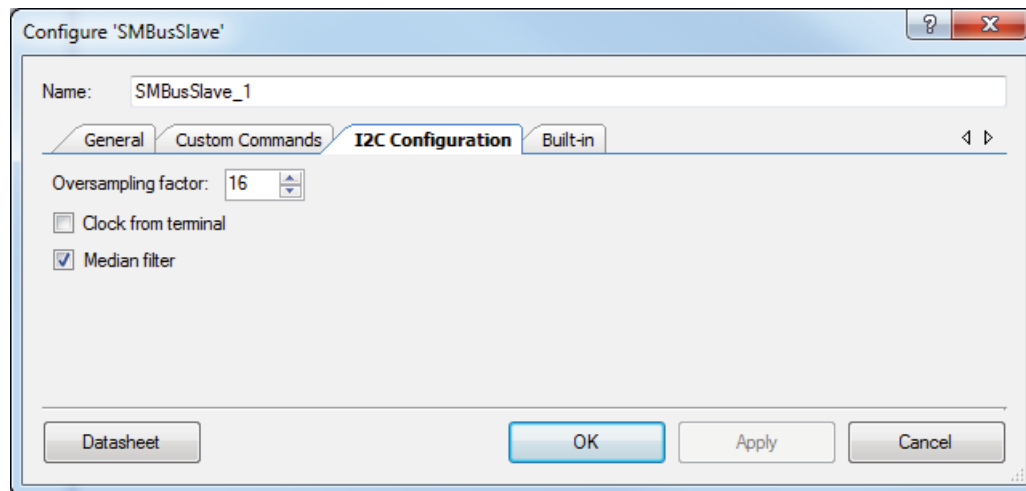 Configure 'SMBusSlave'
Name: SMBusSlave_1
General Custom Commands I2C Configuration Built-in
Oversampling factor: 16
Clock from terminal
Median filter
Datasheet OK Apply Cancel